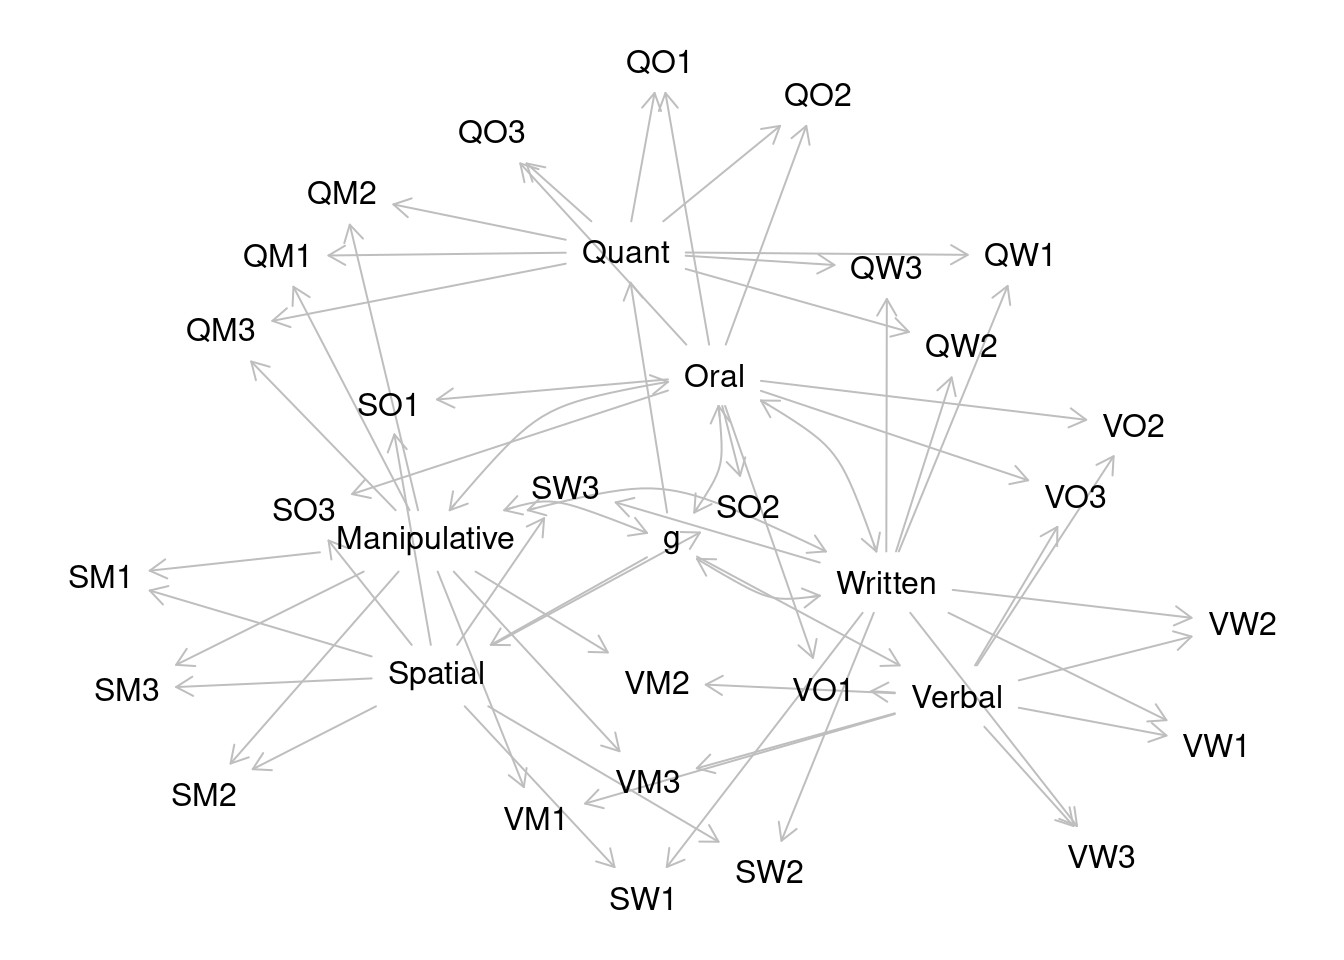 QO1
QO2
QO3
QM2
Quant
QM1
QW1
QW3
QM3
QW2
Oral
SO1
VO2
SW3
VO3
SO2
SO3
Manipulative
g
SM1
Written
VW2
Spatial
VM2
SM3
VO1
Verbal
VW1
VM3
SM2
VM1
VW3
SW2
SW1